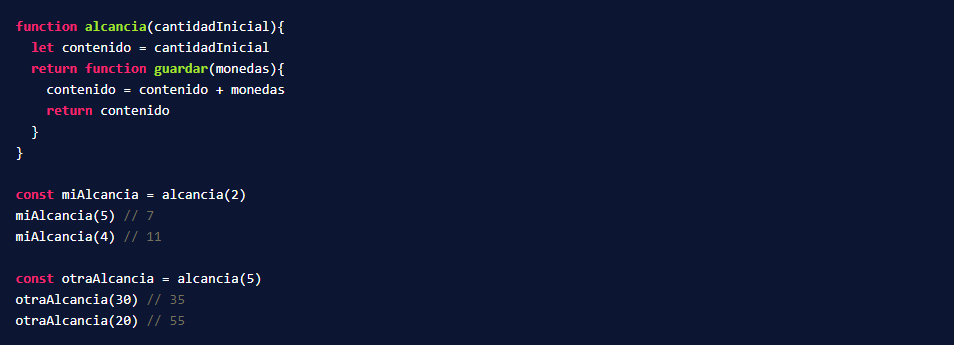 function alcancia(cantidadInicial){
  let contenido = cantidadInicial
  return function guardar(monedas){
    contenido = contenido + monedas
    return contenido
  }
}

const miAlcancia = alcancia(2)
miAlcancia(5) // 7
miAlcancia(4) // 11

const otraAlcancia = alcancia(5)
otraAlcancia(30) // 35
otraAlcancia(20) // 55